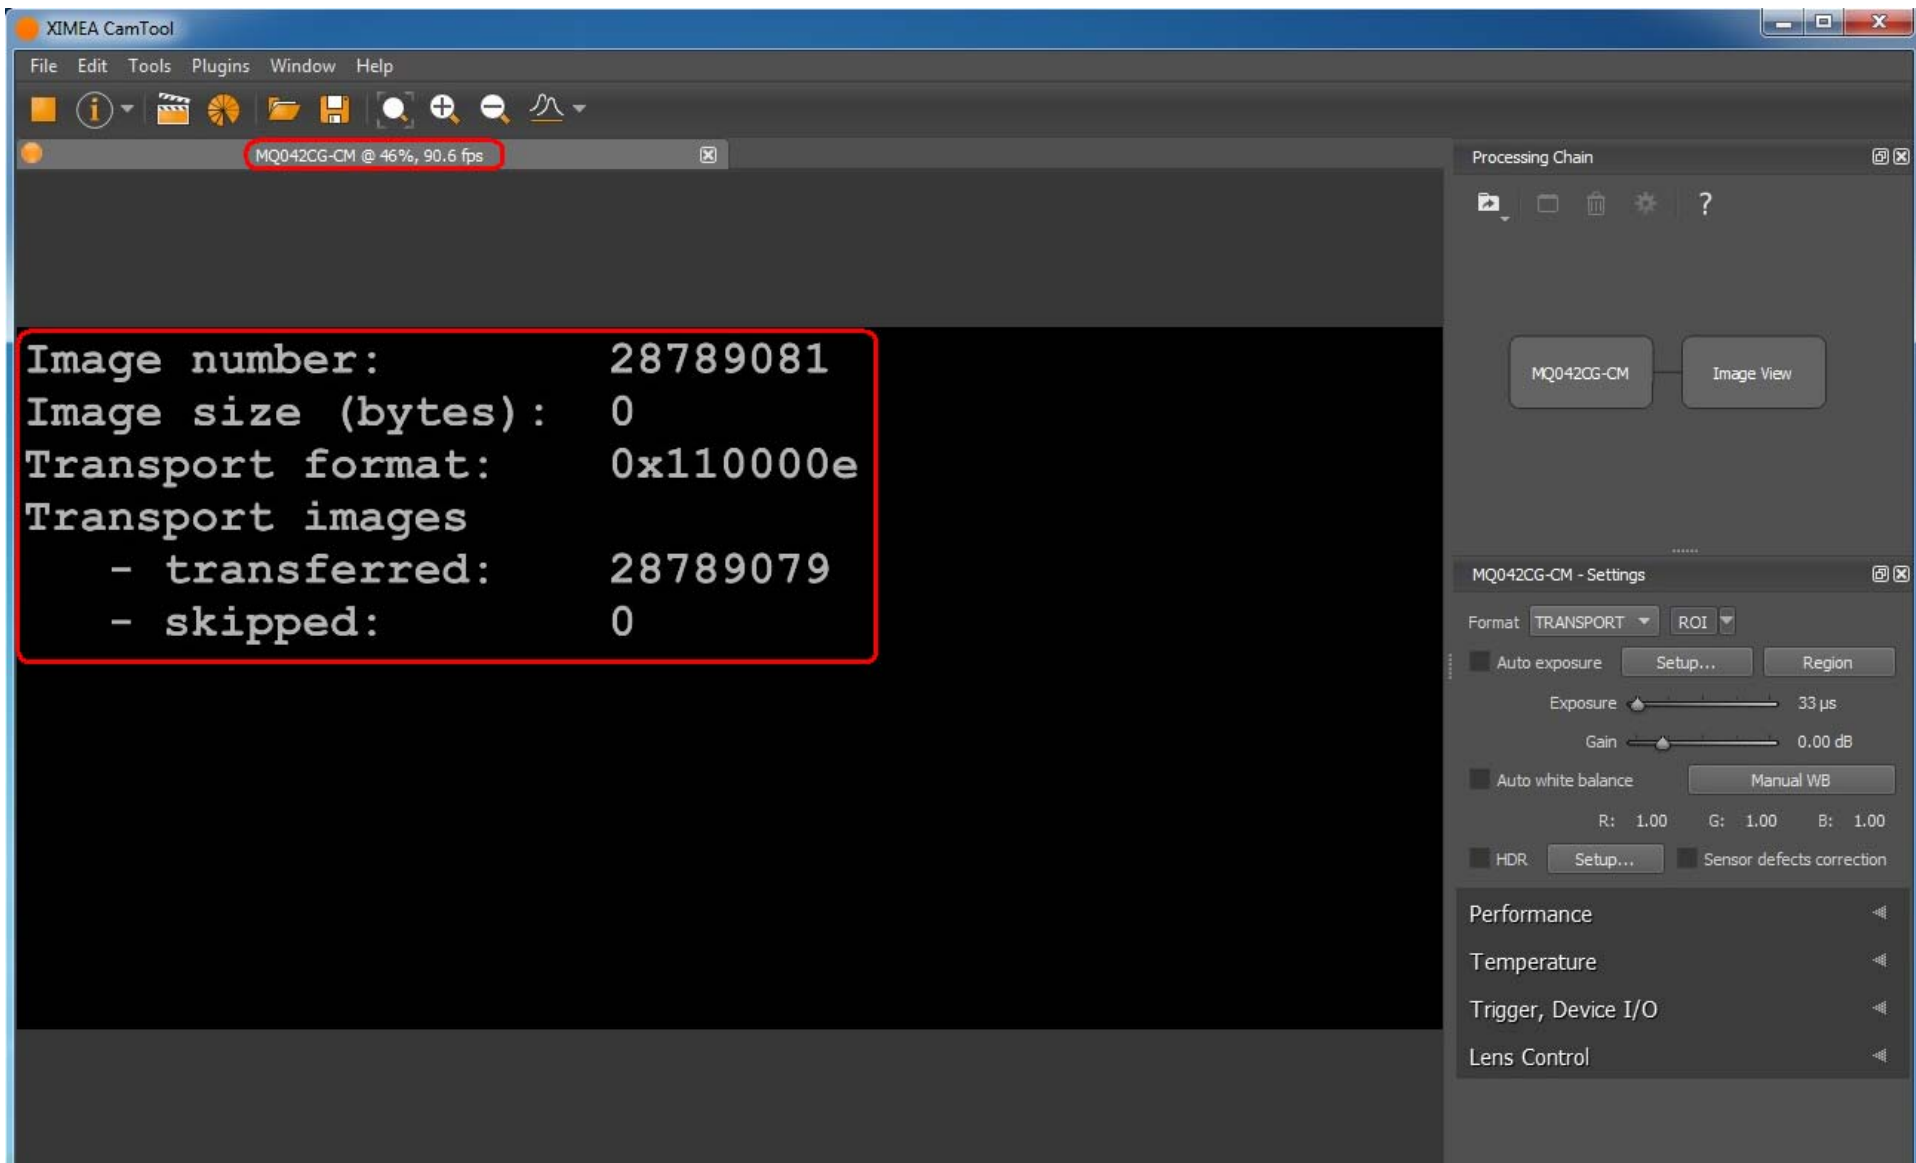 XIMEA CamTool
File Edit Tools Plugins Window Help
MQ042CG-CM @ 46%, 90.6 fps
Processing Chain
?
MQ042CG-CM
Image View
Image number: 28789081
Image size (bytes): 0
Transport format: 0x110000e
Transport images
- transferred: 28789079
- skipped: 0
MQ042CG-CM - Settings
Format TRANSPORT ROI
Auto exposure Setup... Region
Exposure 33 µs
Gain 0.00 dB
Auto white balance Manual WB
R: 1.00 G: 1.00 B: 1.00
HDR Setup... Sensor defects correction
Performance
Temperature
Trigger, Device I/O
Lens Control